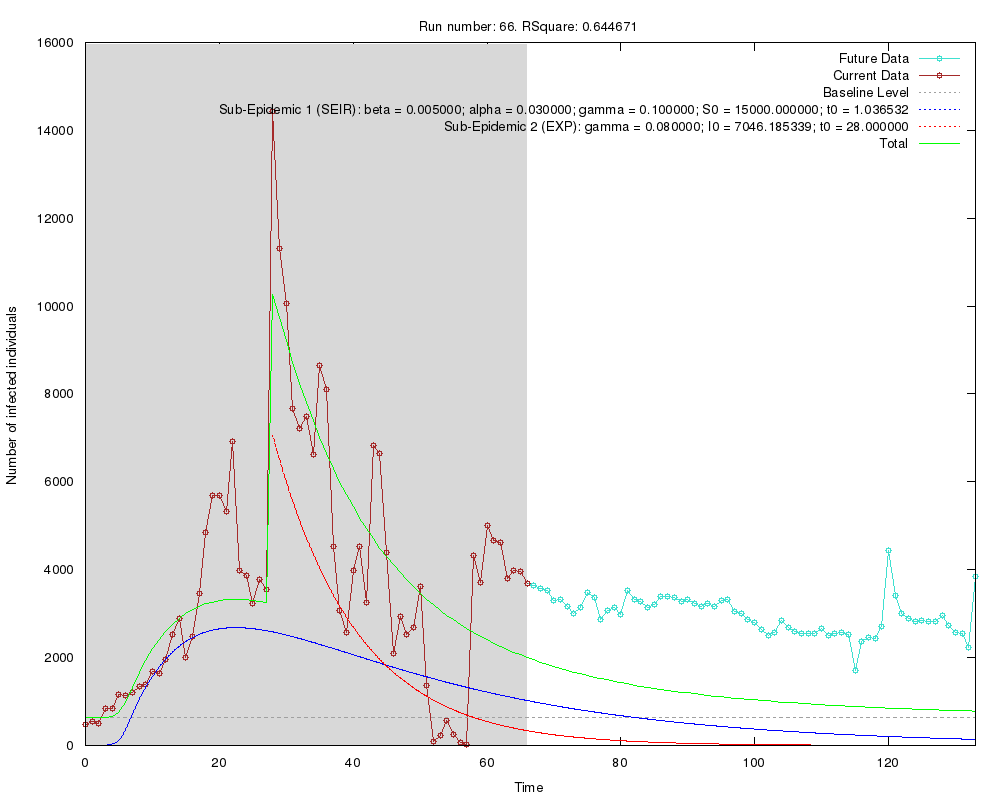 Run number: 66. RSquare: 0.644671
16000
14000
12000
10000
8000
6000
4000
2000
0
Number of infected individuals
Future Data
Current Data
Baseline Level
Sub-Epidemic 1 (SEIR): beta = 0.005000; alpha = 0.030000; gamma = 0.100000; S0 = 15000.000000; t0 = 1.036532
Sub-Epidemic 2 (EXP): gamma = 0.080000; I0 = 7046.185339; t0 = 28.000000
Total
0 20 40 60 80 100 120
Time